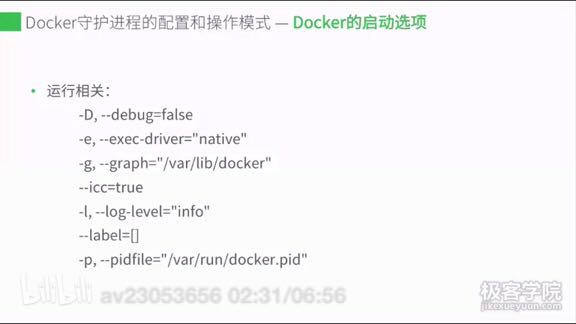 Docker守护进程的配置和操作模式 — Docker的启动选项
• 运行相关：
-D, --debug=false
-e, --exec-driver="native"
-g, --graph="/var/lib/docker"
--icc=true
-l, --log-level="info"
--label=[]
-p, --pidfile="/var/run/docker.pid"
bilibili av23053656 02:31/06:56
极客学院
jikexueyuan.com